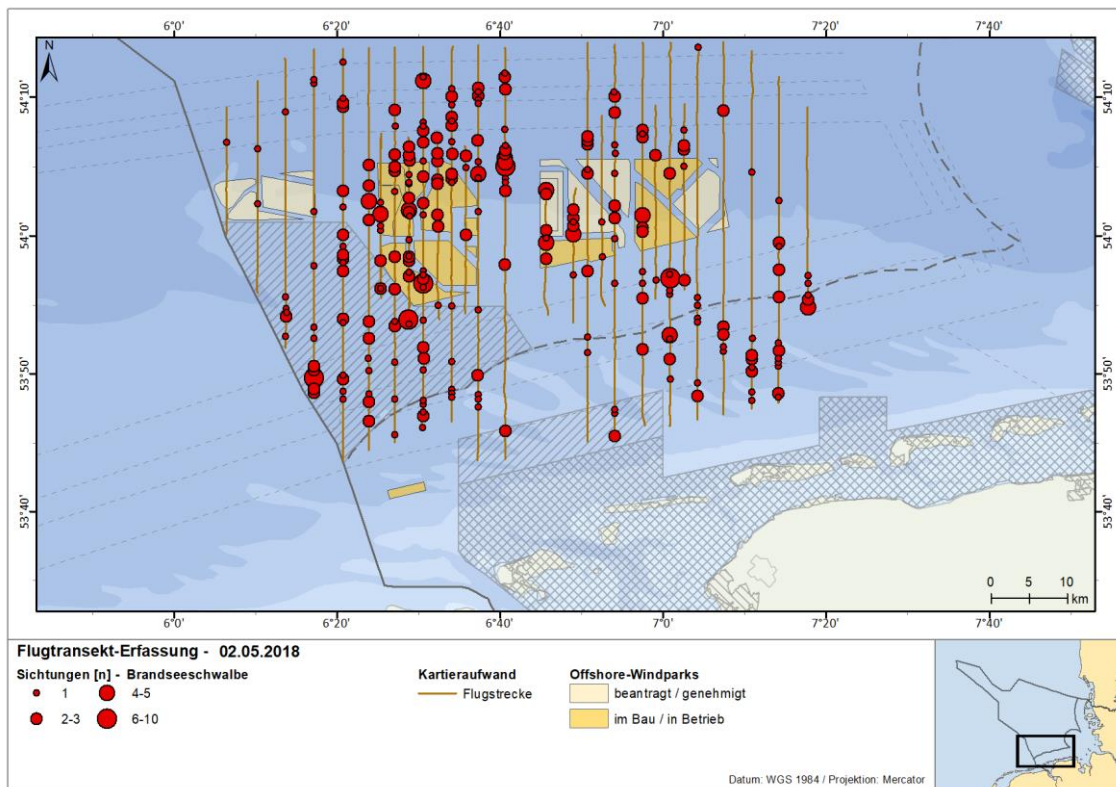 6°0' 6°20' 6°40' 7°0' 7°20' 7°40'
N
54°10' 54°10'
54°0' 54°0'
53°50' 53°50'
53°40' 53°40'
0 5 10
km
6°0' 6°20' 6°40' 7°0' 7°20' 7°40'
Flugtransekt-Erfassung - 02.05.2018
Sichtungen [n] - Brandseeschwalbe
1 4-5
2-3 6-10
Kartieraufwand
Flugstrecke
Offshore-Windparks
beantragt / genehmigt
im Bau / in Betrieb
Datum: WGS 1984 / Projektion: Mercator